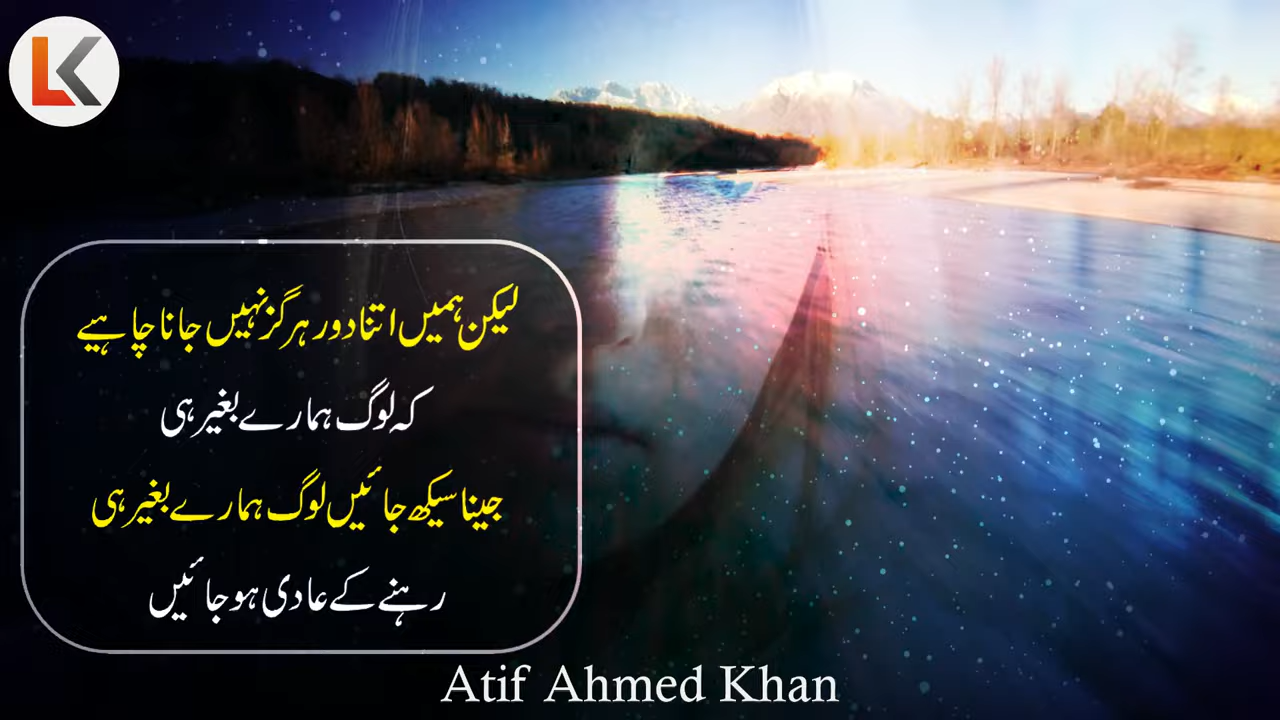 LK
لیکن ہمیں اتنا دور ہرگز نہیں جانا چاہیے
کہ لوگ ہمارے بغیر ہی
جینا سیکھ جائیں لوگ ہمارے بغیر ہی
رہنے کے عادی ہو جائیں
Atif Ahmed Khan